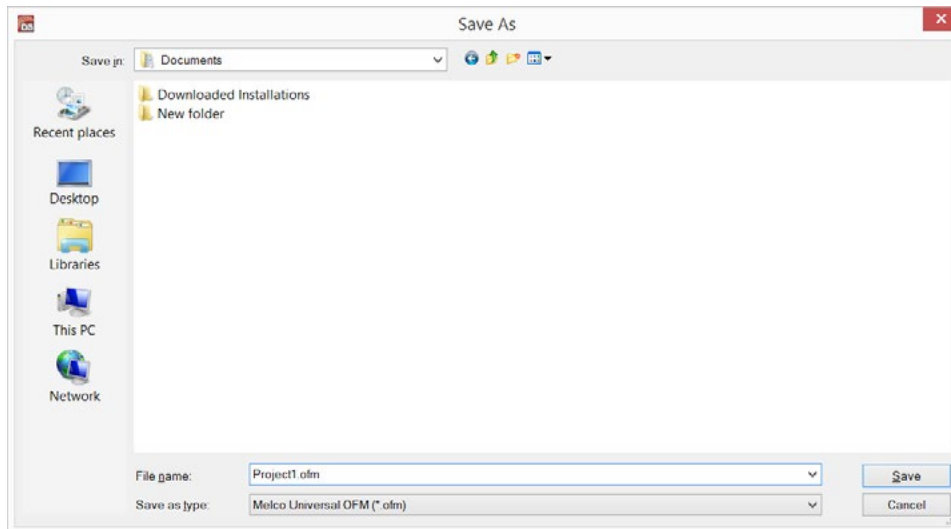 Save As
Save in:
Documents
Downloaded Installations
New folder
Recent places
Desktop
Libraries
This PC
Network
File name:
Project1.ofm
Save
Save as type:
Melco Universal OFM (*.ofm)
Cancel